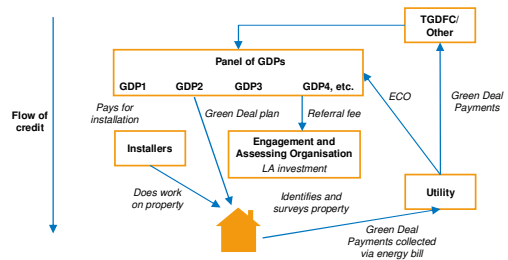 TGDFC/
Other
Panel of GDPs
GDP1 GDP2 GDP3 GDP4, etc.
Flow of
credit
Pays for
installation
Green Deal plan
Referral fee
ECO
Green Deal
Payments
Installers
Engagement and
Assessing Organisation
LA investment
Does work
on property
Identifies and
surveys property
Utility
Green Deal
Payments collected
via energy bill